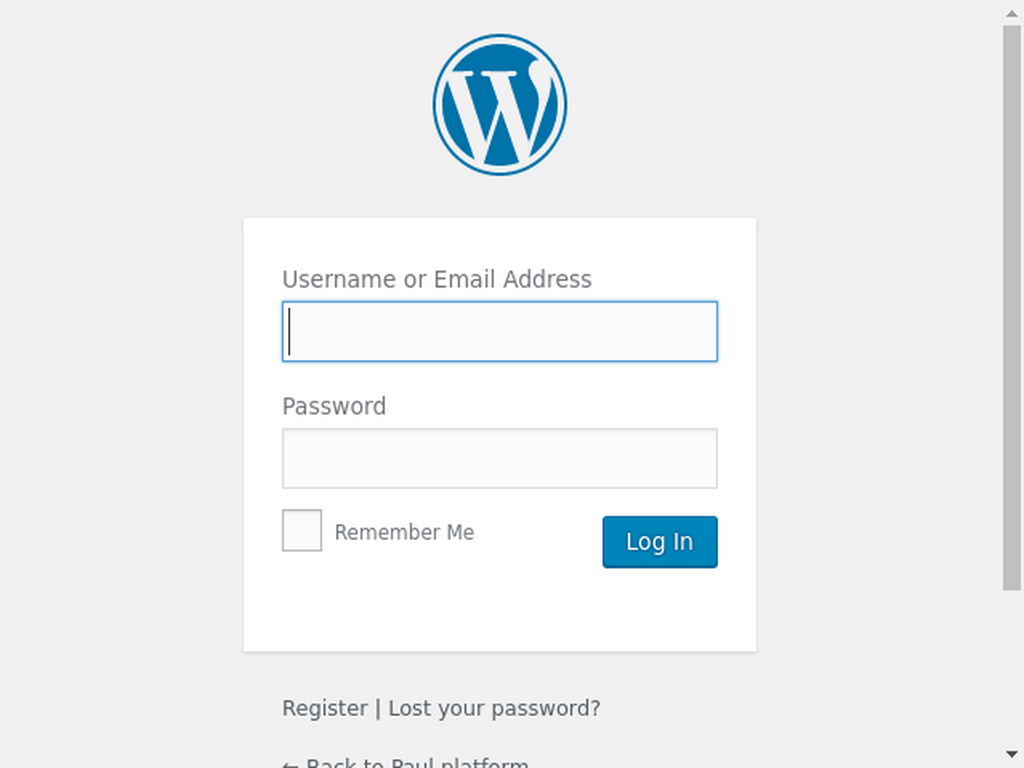 Username or Email Address
Password
Remember Me
Log In
Register | Lost your password?
← Back to Paul platform